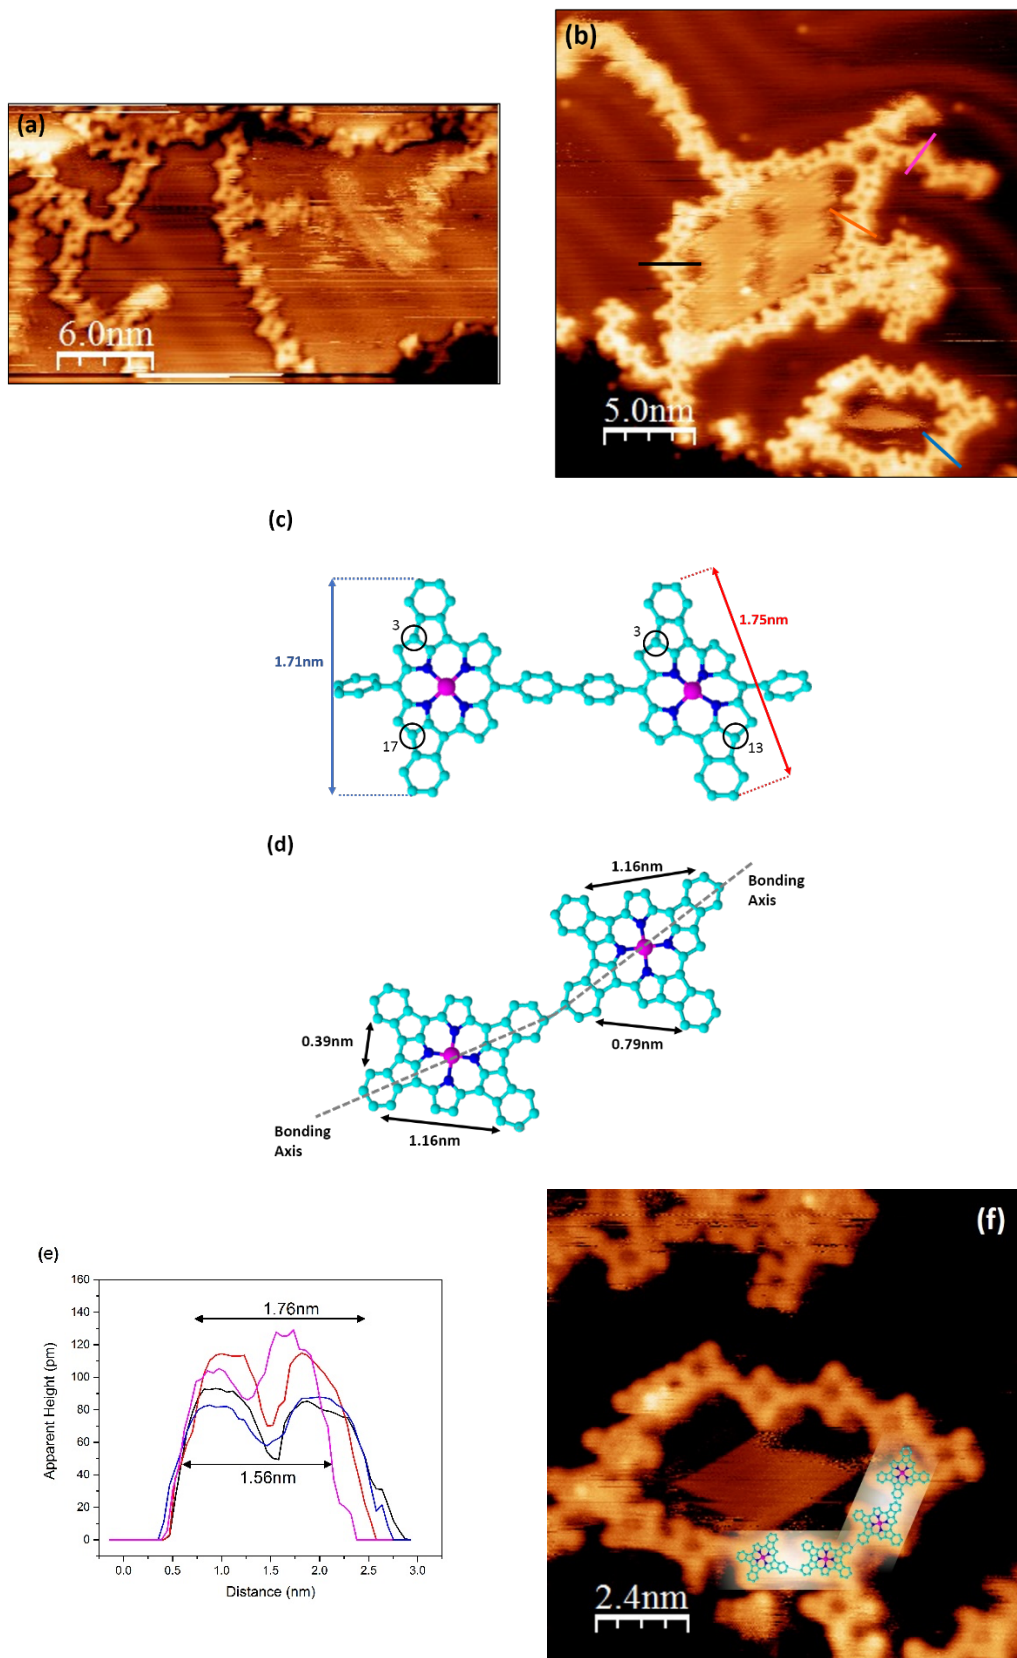 (a)
6.0nm
(b)
5.0nm
(c)
3
3
1.71nm
1.75nm
17
13
(d)
1.16nm
Bonding
Axis
0.39nm
0.79nm
1.16nm
Bonding
Axis
(e)
160
140
120
100
80
60
40
20
0
Apparent Height (pm)
1.76nm
1.56nm
0.0
0.5
1.0
1.5
2.0
2.5
3.0
Distance (nm)
(f)
2.4nm